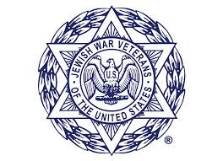 · JEWISH WAR VETERANS ·
OF THE UNITED STATES
U.S.
®